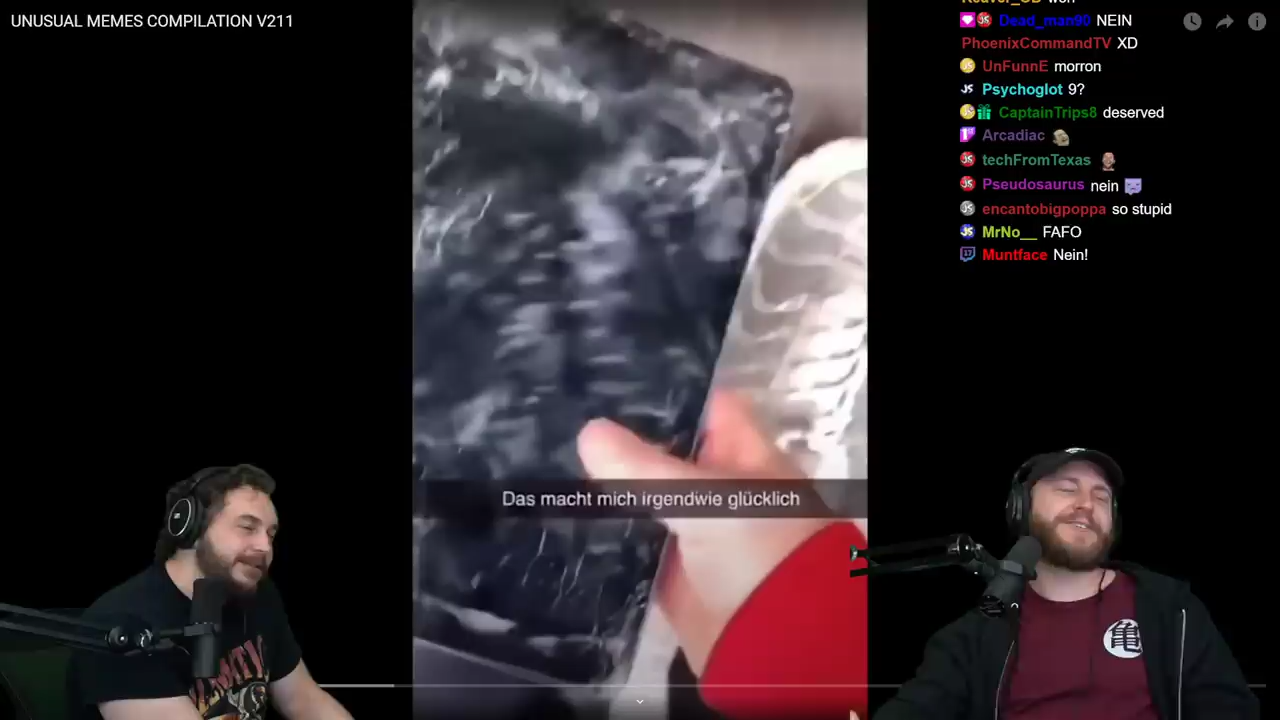 UNUSUAL MEMES COMPILATION V211
Dead_man90 NEIN
PhoenixCommandTV XD
UnFunnE morron
Psychoglot 9?
CaptainTrips8 deserved
Arcadiac
techFromTexas
Pseudosaurus nein
encantobigpoppa so stupid
MrNo__ FAFO
Muntface Nein!
Das macht mich irgendwie glücklich
亀